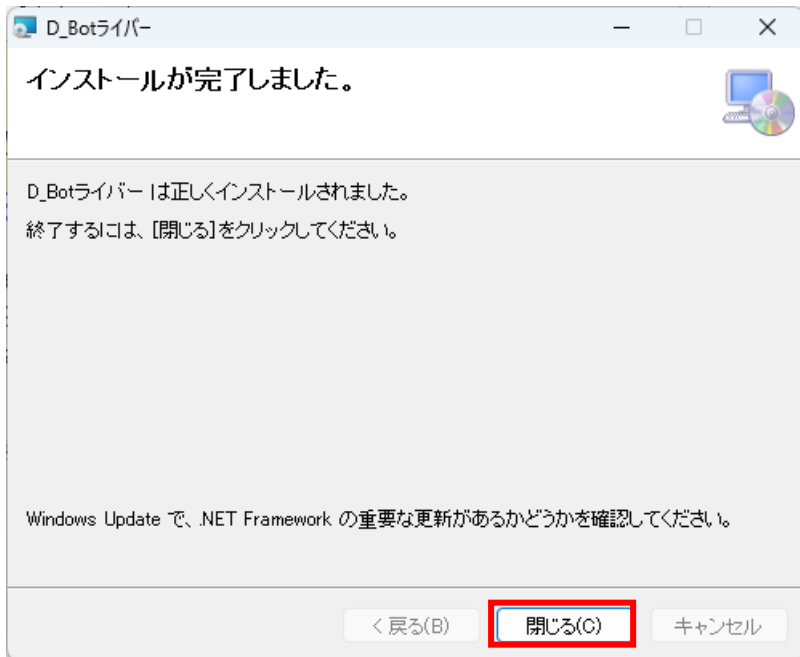 D_Botライバー
インストールが完了しました。
D_Botライバー は正しくインストールされました。
終了するには、[閉じる]をクリックしてください。
Windows Update で、.NET Framework の重要な更新があるかどうかを確認してください。
< 戻る(B)
閉じる(C)
キャンセル